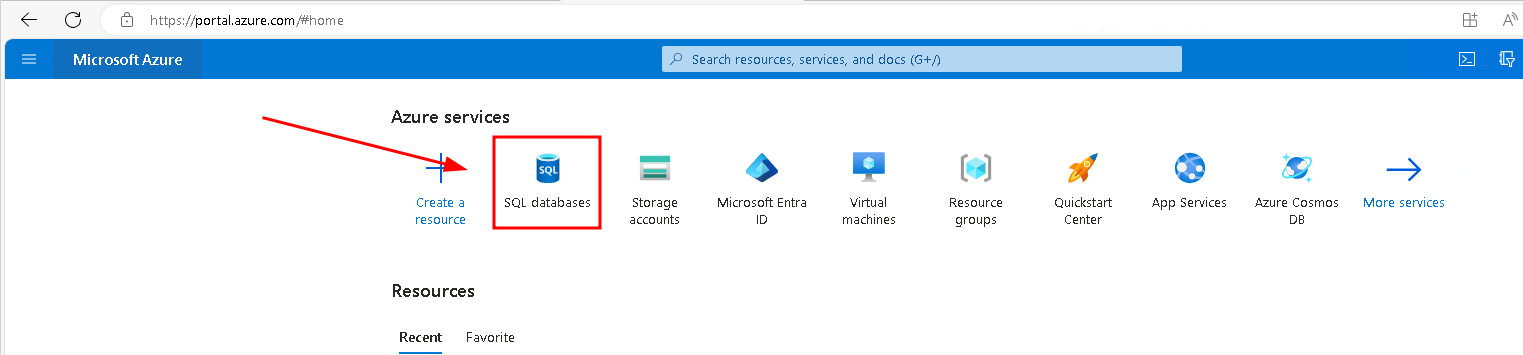 https://portal.azure.com/#home
Microsoft Azure
Search resources, services, and docs (G+/)
Azure services
SQL
Create a
resource
SQL databases
Storage
accounts
Microsoft Entra
ID
Virtual
machines
Resource
groups
Quickstart
Center
App Services
Azure Cosmos
DB
More services
Resources
Recent Favorite